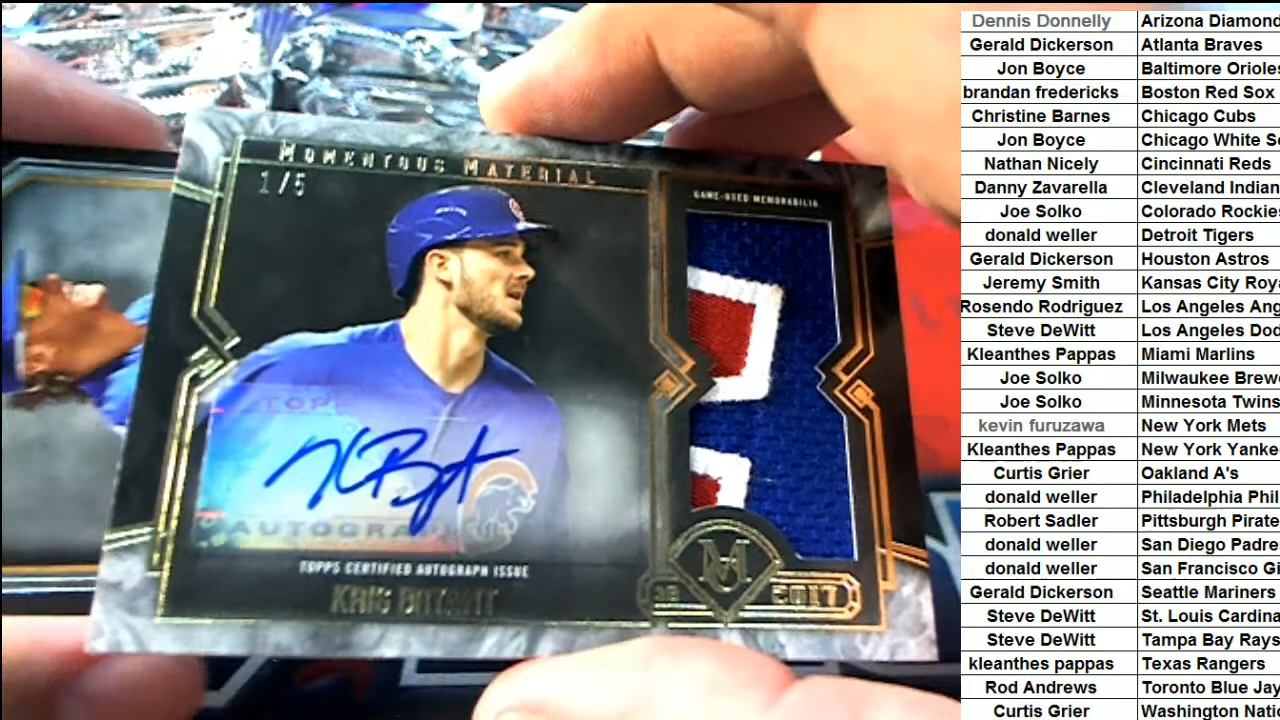 MOMENTOUS MATERIAL
1/5
GAME-USED MEMORABILIA
TOPPS
AUTOGRAPH
TOPPS CERTIFIED AUTOGRAPH ISSUE
KRIS BRYANT
M
Dennis Donnelly Arizona Diamond
Gerald Dickerson Atlanta Braves
Jon Boyce Baltimore Orioles
brandan fredericks Boston Red Sox
Christine Barnes Chicago Cubs
Jon Boyce Chicago White So
Nathan Nicely Cincinnati Reds
Danny Zavarella Cleveland Indian
Joe Solko Colorado Rockies
donald weller Detroit Tigers
Gerald Dickerson Houston Astros
Jeremy Smith Kansas City Roya
Rosendo Rodriguez Los Angeles Ang
Steve DeWitt Los Angeles Dod
Kleanthes Pappas Miami Marlins
Joe Solko Milwaukee Brewe
Joe Solko Minnesota Twins
kevin furuzawa New York Mets
Kleanthes Pappas New York Yanke
Curtis Grier Oakland A's
donald weller Philadelphia Phil
Robert Sadler Pittsburgh Pirate
donald weller San Diego Padre
donald weller San Francisco Gi
Gerald Dickerson Seattle Mariners
Steve DeWitt St. Louis Cardina
Steve DeWitt Tampa Bay Rays
kleanthes pappas Texas Rangers
Rod Andrews Toronto Blue Jay
Curtis Grier Washington Natio